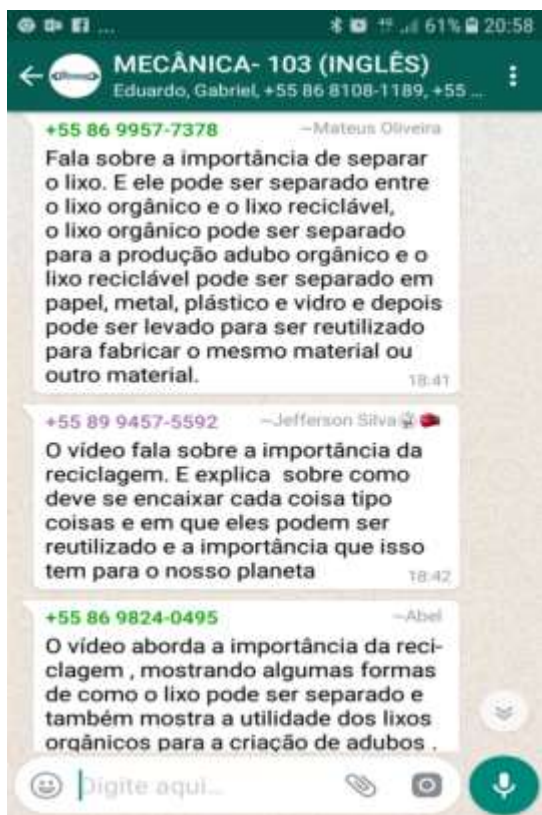 ... 61% 20:58
MECÂNICA- 103 (INGLÊS)
Eduardo, Gabriel, +55 86 8108-1189, +55 ...
+55 86 9957-7378 ~Mateus Oliveira
Fala sobre a importância de separar
o lixo. E ele pode ser separado entre
o lixo orgânico e o lixo reciclável,
o lixo orgânico pode ser separado
para a produção adubo orgânico e o
lixo reciclável pode ser separado em
papel, metal, plástico e vidro e depois
pode ser levado para ser reutilizado
para fabricar o mesmo material ou
outro material.
18:41
+55 89 9457-5592 ~Jefferson Silva
O vídeo fala sobre a importância da
reciclagem. E explica sobre como
deve se encaixar cada coisa tipo
coisas e em que eles podem ser
reutilizado e a importância que isso
tem para o nosso planeta
18:42
+55 86 9824-0495 ~Abel
O vídeo aborda a importância da reci-
clagem , mostrando algumas formas
de como o lixo pode ser separado e
também mostra a utilidade dos lixos
orgânicos para a criação de adubos .
Digite aqui...